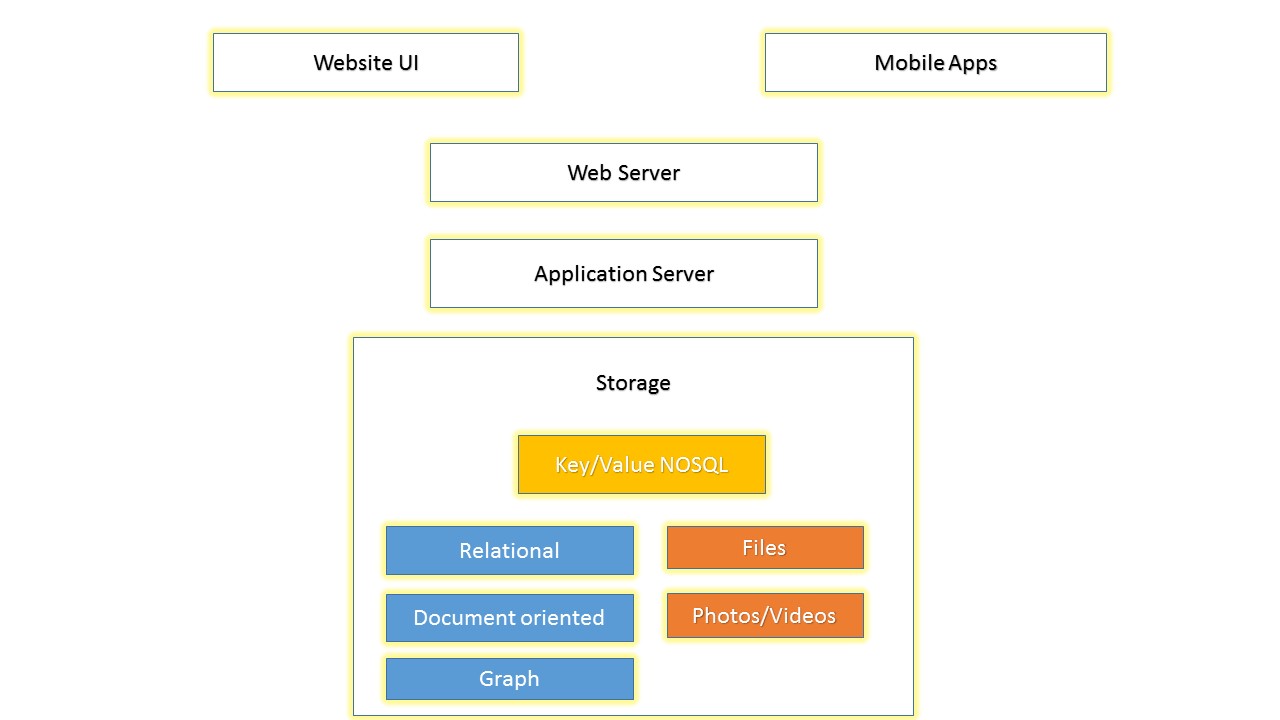 Website UI
Mobile Apps
Web Server
Application Server
Storage
Key/Value NOSQL
Relational
Files
Document oriented
Photos/Videos
Graph